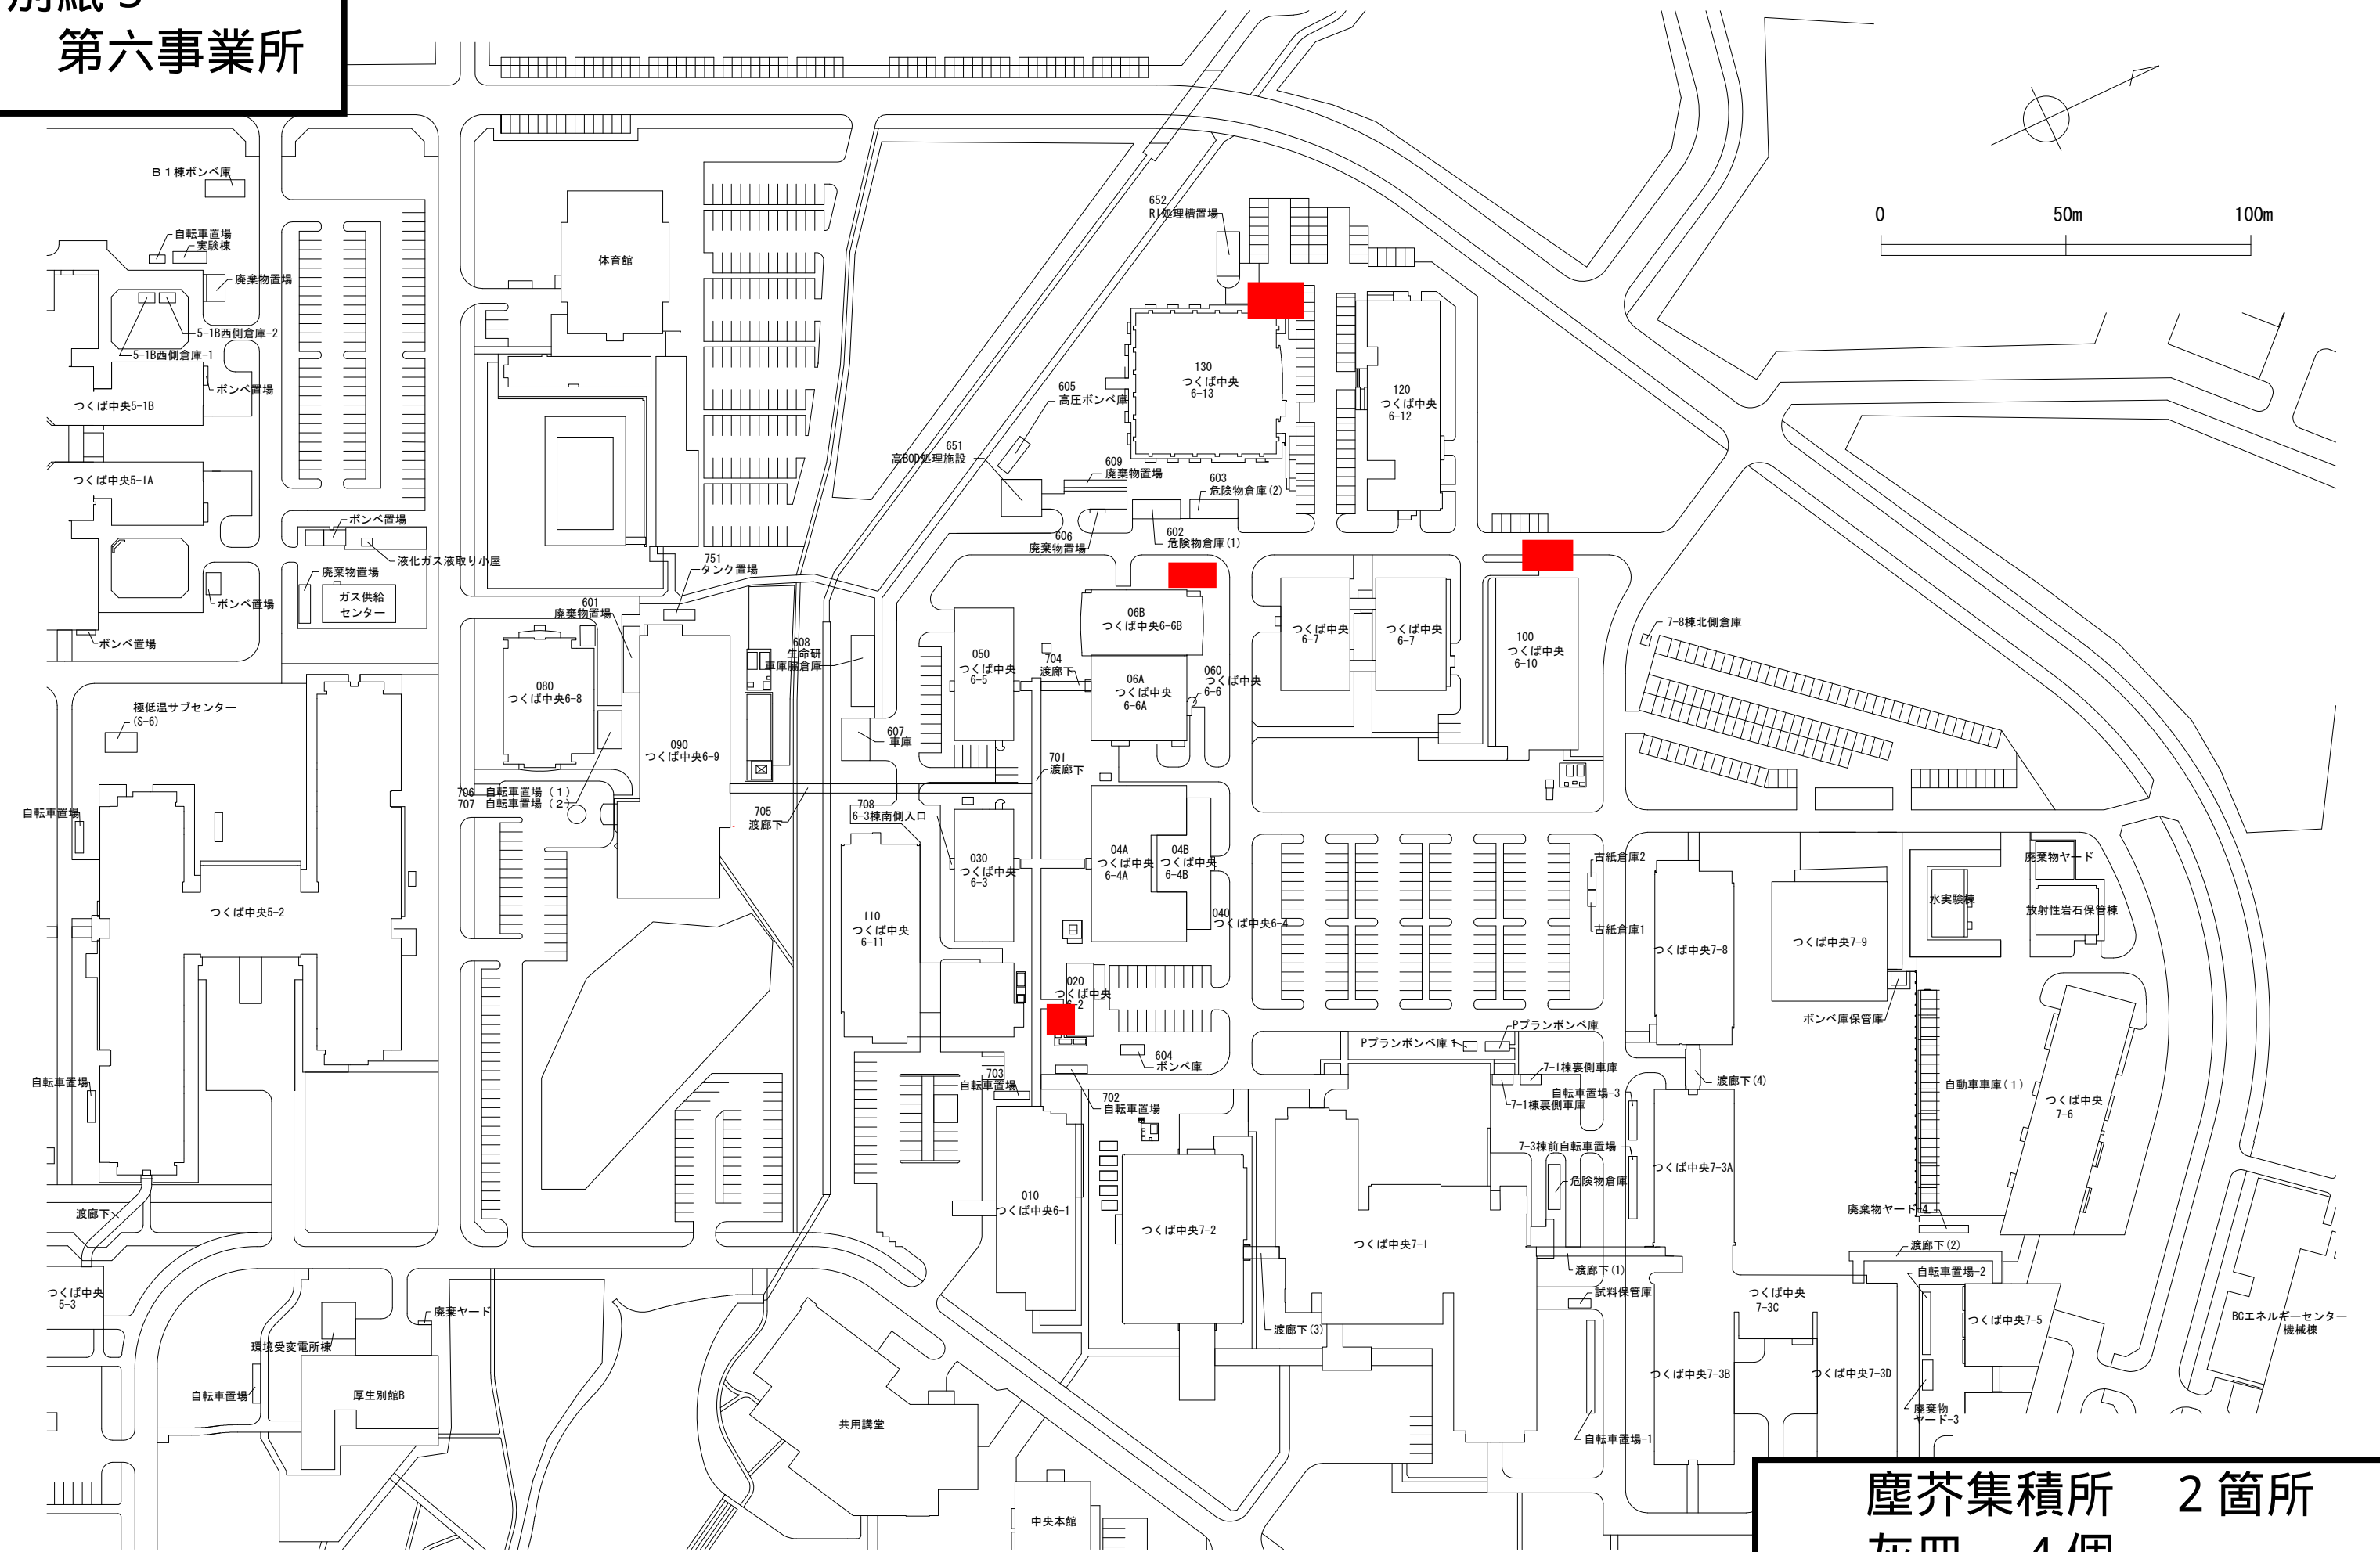 別紙
第六事業所
0
50m
100m
B1棟ボンベ庫
自転車置場
実験棟
廃棄物置場
5-1B西側倉庫-2
5-1B西側倉庫-1
ボンベ置場
つくば中央5-1B
つくば中央5-1A
ボンベ置場
液化ガス液取り小屋
廃棄物置場
ガス供給
センター
ボンベ置場
ボンベ置場
体育館
652
RI処理槽置場
130
つくば中央
6-13
120
つくば中央
6-12
605
高圧ボンベ庫
651
高BOD処理施設
609
廃棄物置場
603
危険物倉庫(2)
602
危険物倉庫(1)
606
廃棄物置場
751
タンク置場
601
廃棄物置場
608
生命研
車庫脇倉庫
080
つくば中央6-8
090
つくば中央6-9
050
つくば中央
6-5
704
渡廊下
06B
つくば中央6-6B
06A
つくば中央
6-6A
060
つくば中央
6-6
つくば中央
6-7
つくば中央
6-7
100
つくば中央
6-10
7-8棟北側倉庫
極低温サブセンター
(S-6)
607
車庫
701
渡廊下
706 自転車置場(1)
707 自転車置場(2)
705
渡廊下
708
6-3棟南側入口
自転車置場
030
つくば中央
6-3
04A
つくば中央
6-4A
04B
つくば中央
6-4B
040
つくば中央6-4
古紙倉庫2
古紙倉庫1
廃棄物ヤード
水実験棟
放射性岩石保管棟
つくば中央5-2
110
つくば中央
6-11
つくば中央7-8
つくば中央7-9
020
つくば中央
6-2
ボンベ庫保管庫
Pプランボンベ庫
Pプランボンベ庫1
604
ボンベ庫
7-1棟裏側車庫
7-1棟裏側車庫
渡廊下(4)
自動車車庫(1)
つくば中央
7-6
自転車置場
703
自転車置場
702
自転車置場
自転車置場-3
7-3棟前自転車置場
つくば中央7-3A
危険物倉庫
010
つくば中央6-1
つくば中央7-2
つくば中央7-1
渡廊下
廃棄物ヤード-4
渡廊下(2)
渡廊下(1)
自転車置場-2
つくば中央
5-3
廃棄ヤード
試料保管庫
つくば中央
7-3C
つくば中央7-5
BCエネルギーセンター
機械棟
環境受変電所棟
渡廊下(3)
自転車置場
厚生別館B
つくば中央7-3B
つくば中央7-3D
共用講堂
廃棄物
ヤード-3
自転車置場-1
中央本館
塵芥集積所 2箇所
灰皿 4個